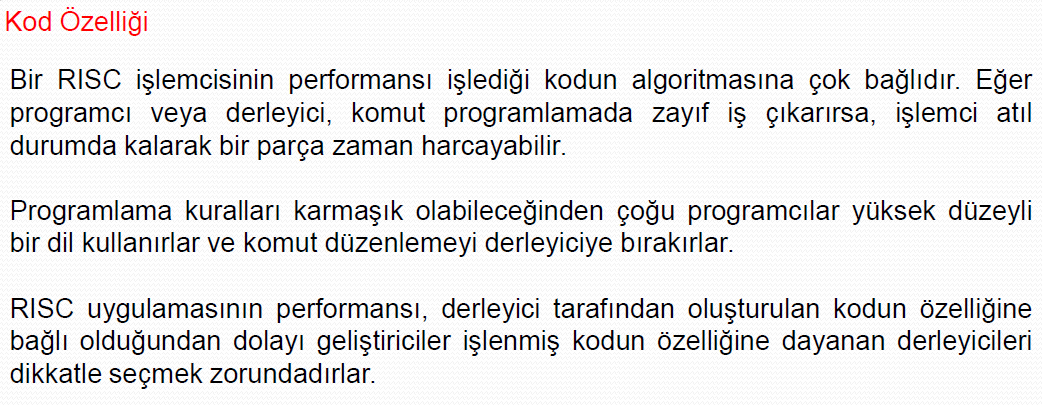 Kod Özelliği
Bir RISC işlemcisinin performansı işlediği kodun algoritmasına çok bağlıdır. Eğer
programcı veya derleyici, komut programlamada zayıf iş çıkarırsa, işlemci atıl
durumda kalarak bir parça zaman harcayabilir.
Programlama kuralları karmaşık olabileceğinden çoğu programcılar yüksek düzeyli
bir dil kullanırlar ve komut düzenlemeyi derleyiciye bırakırlar.
RISC uygulamasının performansı, derleyici tarafından oluşturulan kodun özelliğine
bağlı olduğundan dolayı geliştiriciler işlenmiş kodun özelliğine dayanan derleyicileri
dikkatle seçmek zorundadırlar.